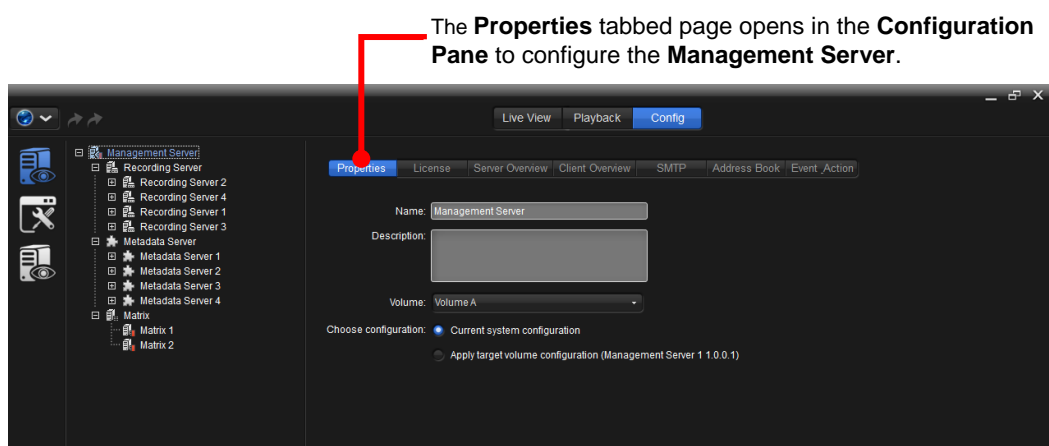 The Properties tabbed page opens in the Configuration
Pane to configure the Management Server.
Live View Playback Config
Management Server
Recording Server
Recording Server 2
Recording Server 4
Recording Server 1
Recording Server 3
Metadata Server
Metadata Server 1
Metadata Server 2
Metadata Server 3
Metadata Server 4
Matrix
Matrix 1
Matrix 2
Properties License Server Overview Client Overview SMTP Address Book Event_Action
Name: Management Server
Description:
Volume: Volume A
Choose configuration: Current system configuration
Apply target volume configuration (Management Server 1 1.0.0.1)